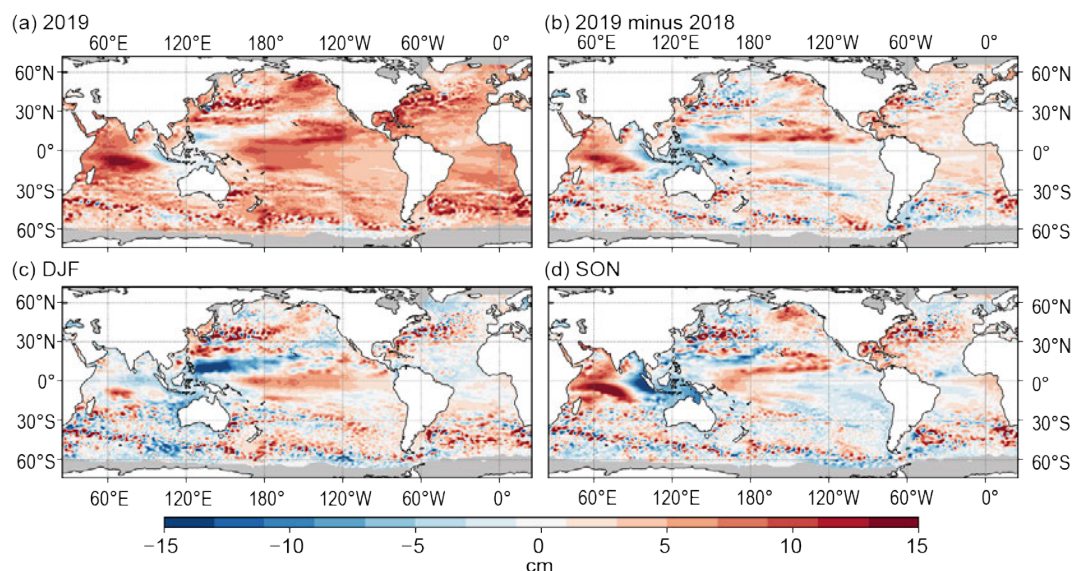 (a) 2019
(b) 2019 minus 2018
60°E 120°E 180° 120°W 60°W 0°
60°E 120°E 180° 120°W 60°W 0°
60°N 60°N
30°N 30°N
0° 0°
30°S 30°S
60°S 60°S
(c) DJF
(d) SON
60°N 60°N
30°N 30°N
0° 0°
30°S 30°S
60°S 60°S
60°E 120°E 180° 120°W 60°W 0°
60°E 120°E 180° 120°W 60°W 0°
−15 −10 −5 0 5 10 15
cm